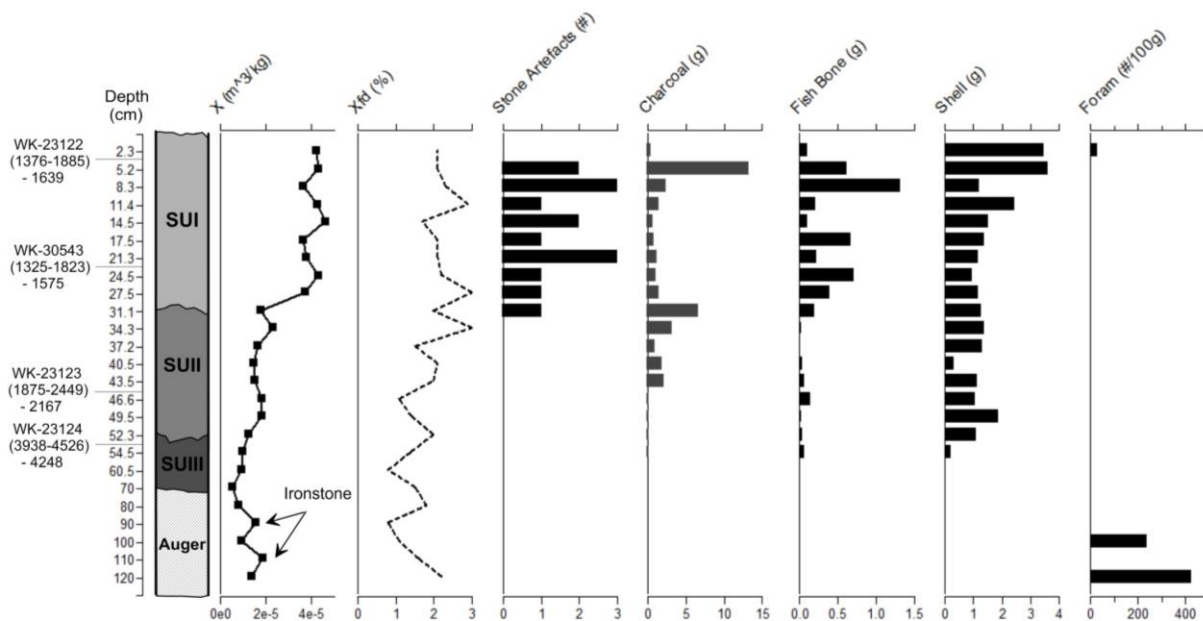 X (m^3/kg)
Xfd (%)
Stone Artefacts (#)
Charcoal (g)
Fish Bone (g)
Shell (g)
Foram (#/100g)
Depth
(cm)
WK-23122
(1376-1885)
- 1639
WK-30543
(1325-1823)
- 1575
WK-23123
(1875-2449)
- 2167
WK-23124
(3938-4526)
- 4248
2.3
5.2
8.3
11.4
14.5
17.5
21.3
24.5
27.5
31.1
34.3
37.2
40.5
43.5
46.6
49.5
52.3
54.5
60.5
70
80
90
100
110
120
SUI
SUII
SUIII
Auger
Ironstone
0e0 2e-5 4e-5
0 1 2 3
0 1 2 3
0 5 10 15
0.0 0.6 1.2
0 1 2 3 4
0 200 400